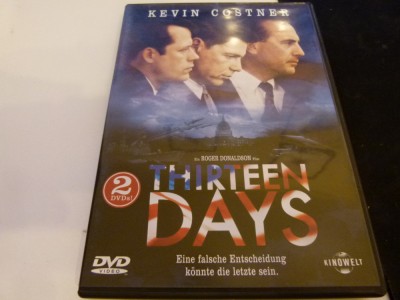 KEVIN COSTNER
Ein ROGER DONALDSON Film
2
DVDs!
THIRTEEN
DAYS
Eine falsche Entscheidung
könnte die letzte sein.
DVD
VIDEO
KINOWELT